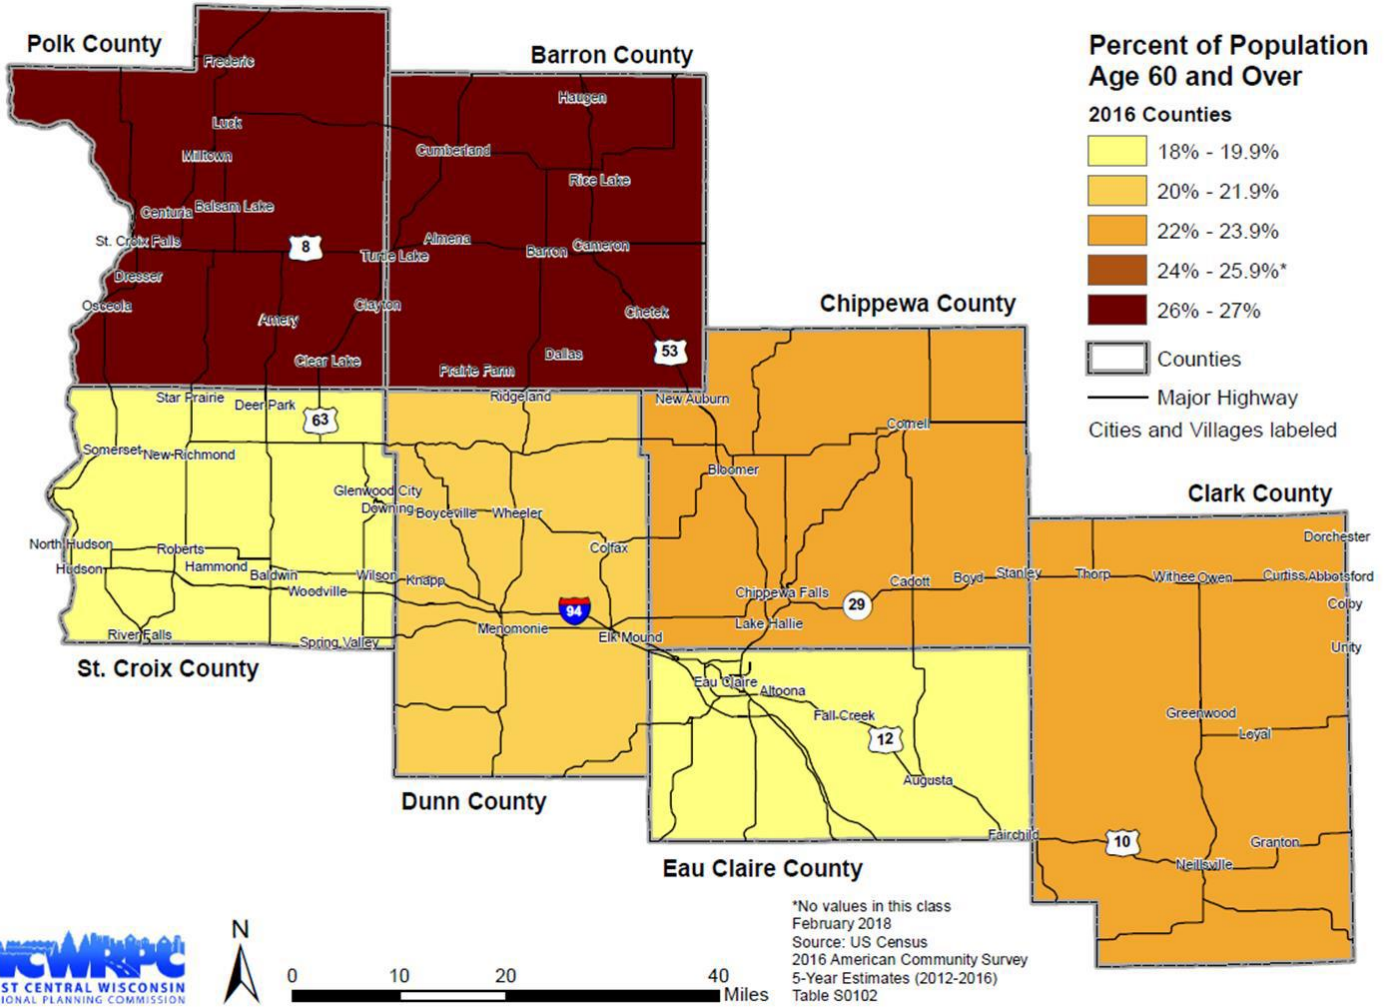 Polk County
Barron County
Percent of Population
Age 60 and Over
2016 Counties
18% - 19.9%
20% - 21.9%
22% - 23.9%
24% - 25.9%*
26% - 27%
Counties
Major Highway
Cities and Villages labeled
Frederic
Haugen
Luck
Cumberland
Milltown
Rice Lake
Centuria
Balsam Lake
St. Croix Falls
8
Almena
Turtle Lake
Barron
Cameron
Dresser
Osceola
Clayton
Amery
Chetek
Clear Lake
Dallas
53
Prairie Farm
Chippewa County
Star Prairie
Deer Park
63
Ridgeland
New Auburn
Cornell
Somerset
New Richmond
Bloomer
Glenwood City
Downing
Boyceville
Wheeler
Clark County
North Hudson
Roberts
Colfax
Dorchester
Hudson
Hammond
Baldwin
Wilson
Knapp
Woodville
Chippewa Falls
Cadott
Boyd
Stanley
Thorp
Withee
Owen
Curtiss
Abbotsford
29
94
Colby
River Falls
Spring Valley
Menomonie
Elk Mound
Lake Hallie
Unity
St. Croix County
Eau Claire
Altoona
Fall Creek
12
Augusta
Greenwood
Loyal
Dunn County
Fairchild
10
Granton
Neillsville
Eau Claire County
*No values in this class
February 2018
Source: US Census
2016 American Community Survey
5-Year Estimates (2012-2016)
Table S0102
N
0 10 20 40
Miles
WCWRPC
ST CENTRAL WISCONSIN
IONAL PLANNING COMMISSION